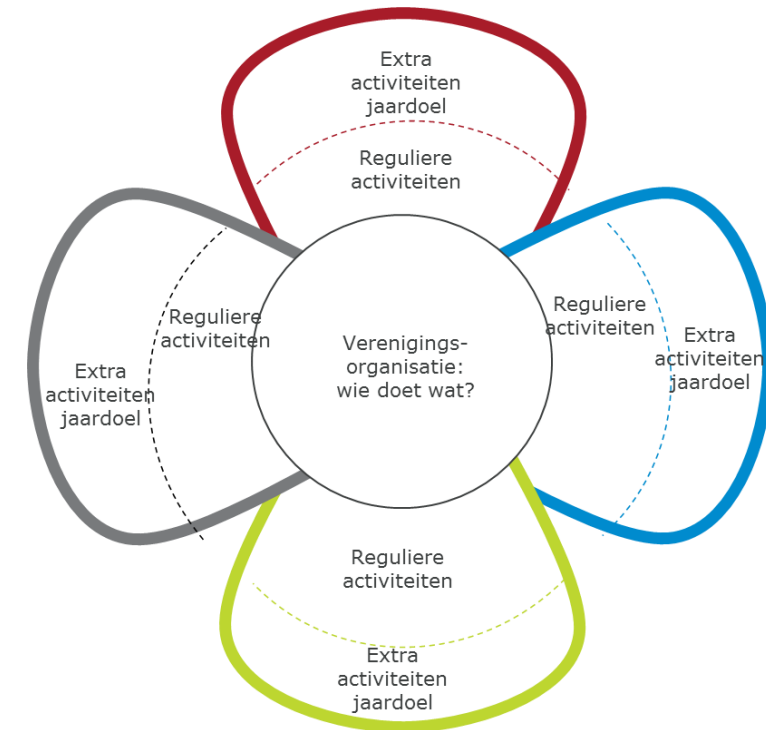 Extra
activiteiten
jaardoel
Reguliere
activiteiten
Reguliere
activiteiten
Extra
activiteiten
jaardoel
Verenigings-
organisatie:
wie doet wat?
Reguliere
activiteiten
Extra
activiteiten
jaardoel
Reguliere
activiteiten
Extra
activiteiten
jaardoel